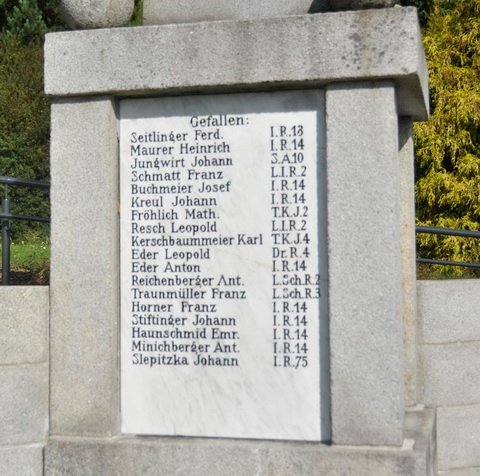 Gefallen:
Seitlinger Ferd. I.R.18
Maurer Heinrich I.R.14
Jungwirt Johann S.A.10
Schmatt Franz L.I.R.2
Buchmeier Josef I.R.14
Kreul Johann I.R.14
Fröhlich Math. T.K.J.2
Resch Leopold L.I.R.2
Kerschbaummeier Karl T.K.J.4
Eder Leopold Dr.R.4
Eder Anton I.R.14
Reichenberger Ant. L.Sch.R.2
Traunmüller Franz L.Sch.R.3
Horner Franz I.R.14
Stiftinger Johann I.R.14
Haunschmid Emr. I.R.14
Minichberger Ant. I.R.14
Slepitzka Johann I.R.75